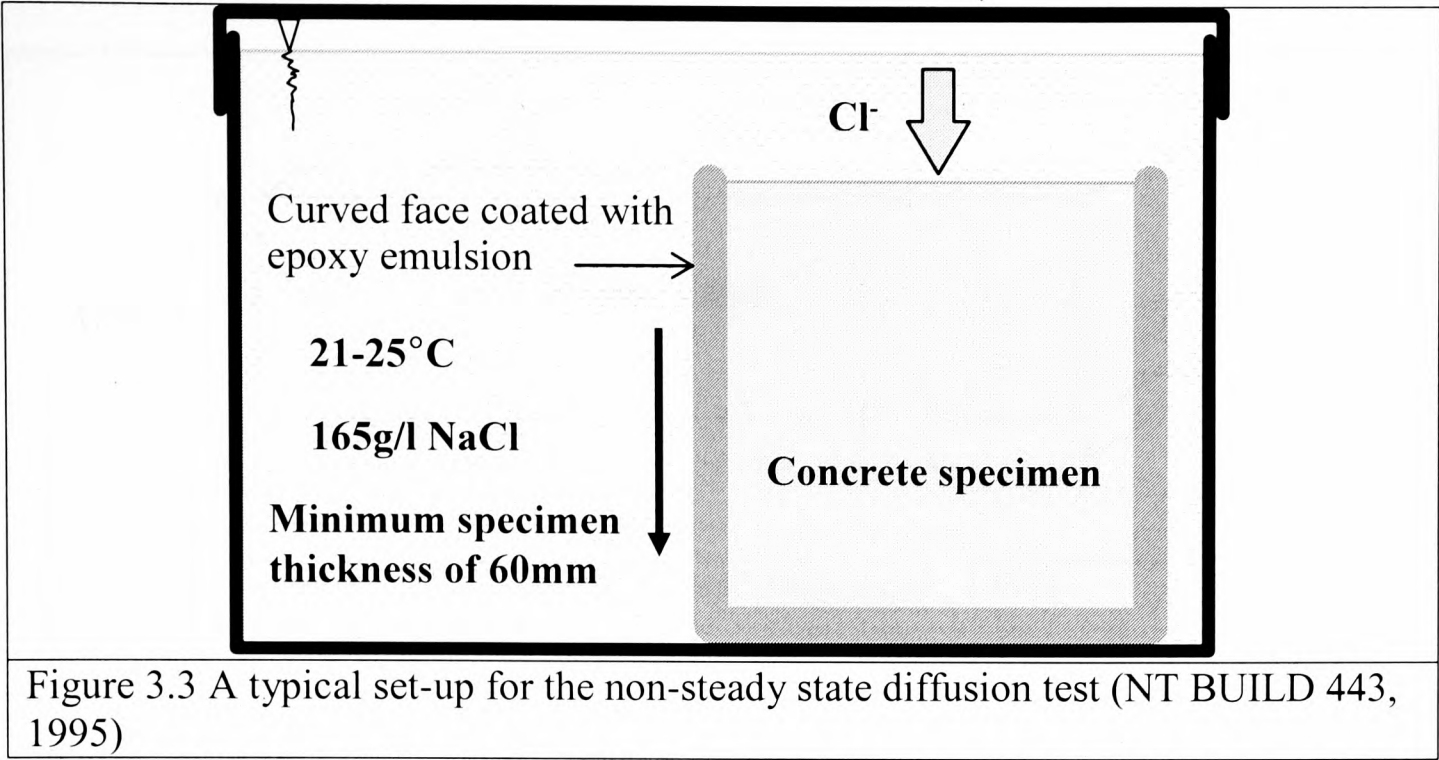 Cl-
Curved face coated with
epoxy emulsion
21-25°C
165g/l NaCl
Minimum specimen
thickness of 60mm
Concrete specimen
Figure 3.3 A typical set-up for the non-steady state diffusion test (NT BUILD 443,
1995)